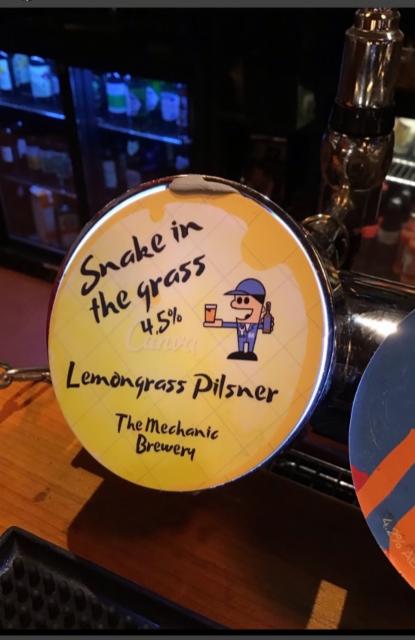 Snake in
the grass
4.5%
Canva
Lemongrass Pilsner
The Mechanic
Brewery